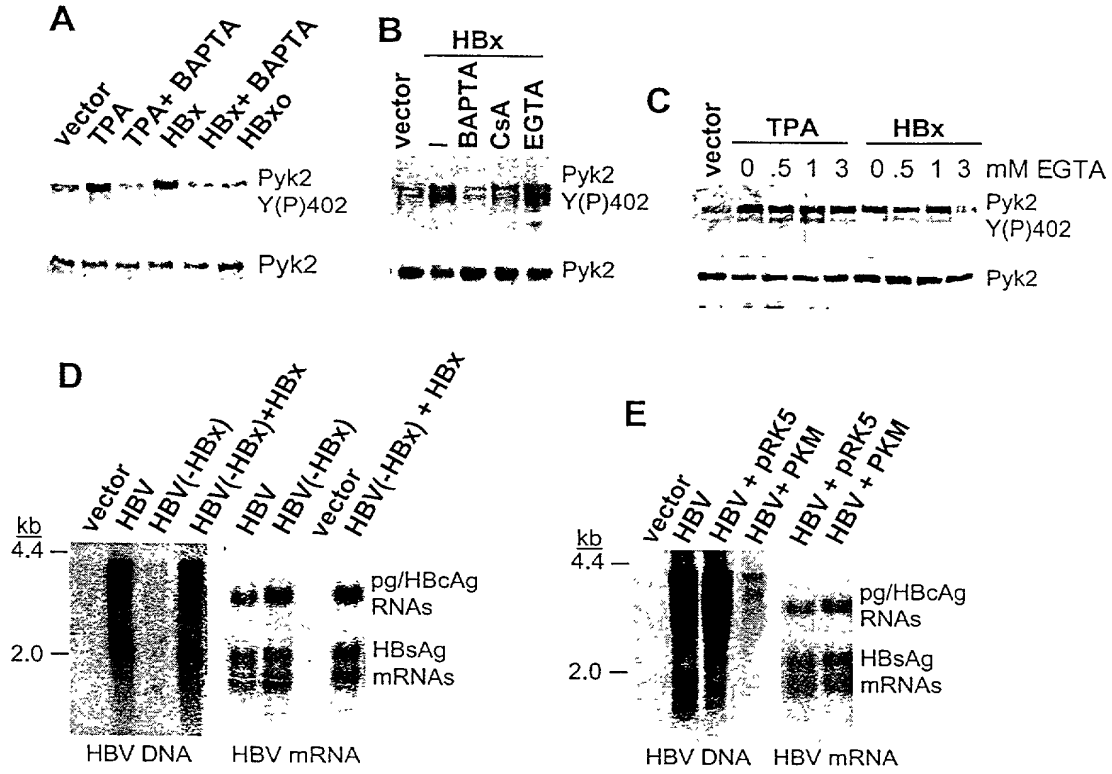 A
vector
TPA
TPA+ BAPTA
HBx
HBx+ BAPTA
HBxo
Pyk2
Y(P)402
Pyk2
B
HBx
vector
I
BAPTA
CsA
EGTA
Pyk2
Y(P)402
Pyk2
C
TPA HBx
vector
0 .5 1 3 0 .5 1 3 mM EGTA
Pyk2
Y(P)402
Pyk2
D
vector
HBV
HBV(-HBx)
HBV(-HBx)+HBx
HBV
HBV(-HBx)
vector
HBV(-HBx) + HBx
kb
4.4
2.0
pg/HBcAg
RNAs
HBsAg
mRNAs
HBV DNA HBV mRNA
E
vector
HBV
HBV + pRK5
HBV+ PKM
HBV + pRK5
HBV + PKM
kb
4.4
2.0
pg/HBcAg
RNAs
HBsAg
mRNAs
HBV DNA HBV mRNA